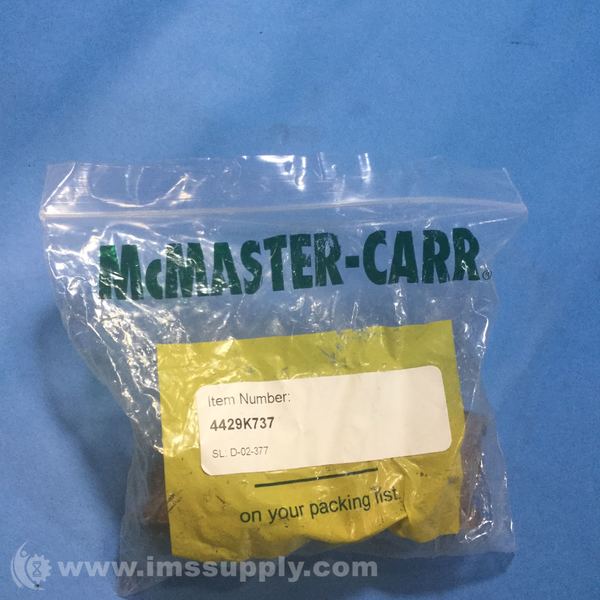 McMASTER-CARR®
Item Number:
4429K737
SL: D-02-377
on your packing list.
www.imssupply.com